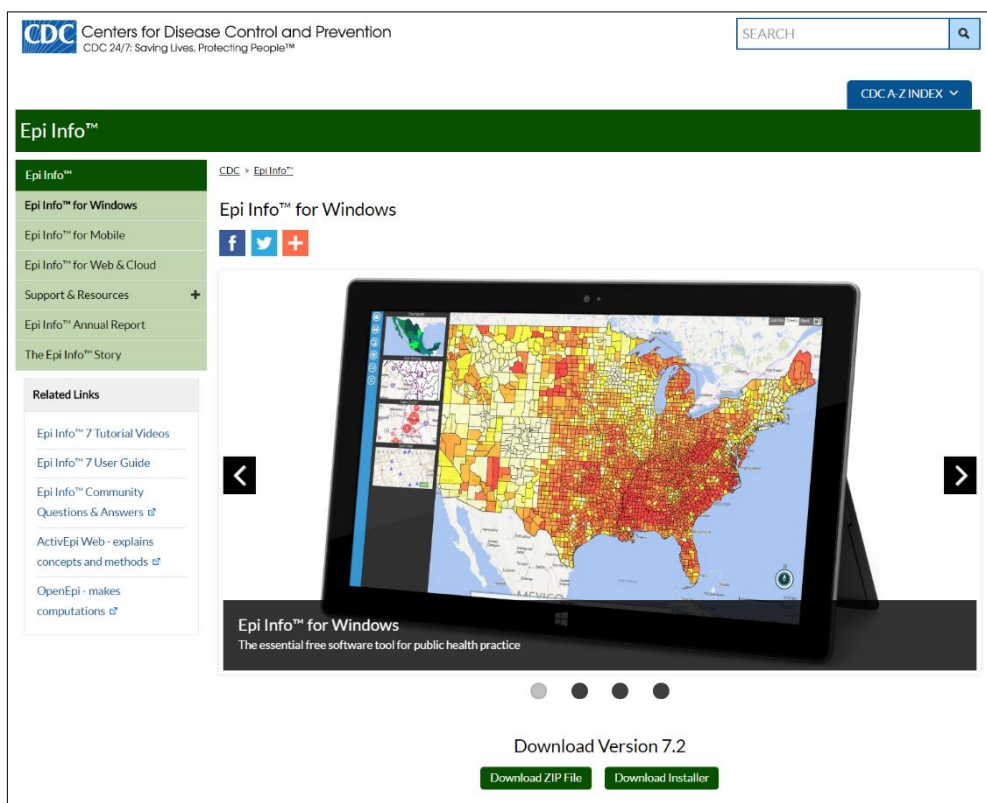 CDC Centers for Disease Control and Prevention
CDC 24/7: Saving Lives, Protecting People™
SEARCH
CDC A-Z INDEX
Epi Info™
Epi Info™
Epi Info™ for Windows
Epi Info™ for Mobile
Epi Info™ for Web & Cloud
Support & Resources +
Epi Info™ Annual Report
The Epi Info™ Story
Related Links
Epi Info™ 7 Tutorial Videos
Epi Info™ 7 User Guide
Epi Info™ Community
Questions & Answers
ActivEpi Web - explains
concepts and methods
OpenEpi - makes
computations
CDC > Epi Info™
Epi Info™ for Windows
MEXICO
Epi Info™ for Windows
The essential free software tool for public health practice
Download Version 7.2
Download ZIP File Download Installer